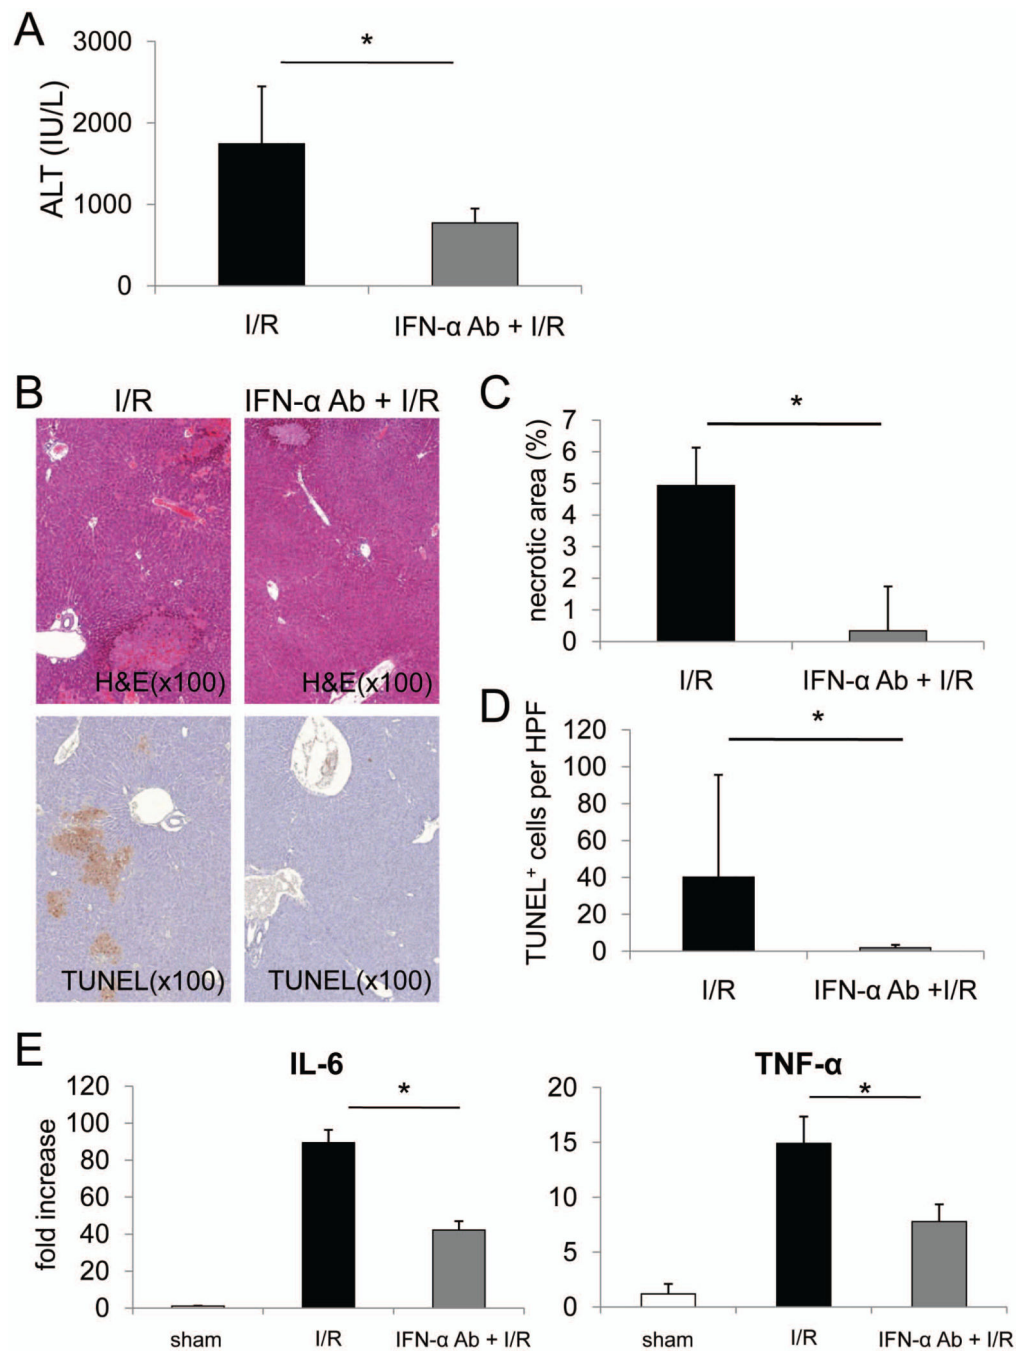 A
3000
*
2000
ALT (IU/L)
1000
0
I/R
IFN-α Ab + I/R
B
I/R
IFN-α Ab + I/R
H&E(x100)
H&E(x100)
TUNEL(x100)
TUNEL(x100)
C
*
7
6
5
4
3
2
1
0
necrotic area (%)
I/R
IFN-α Ab + I/R
D
*
120
100
80
60
40
20
0
TUNEL⁺ cells per HPF
I/R
IFN-α Ab +I/R
E
IL-6
*
120
100
80
60
40
20
0
fold increase
sham
I/R
IFN-α Ab + I/R
TNF-α
*
20
15
10
5
0
sham
I/R
IFN-α Ab + I/R